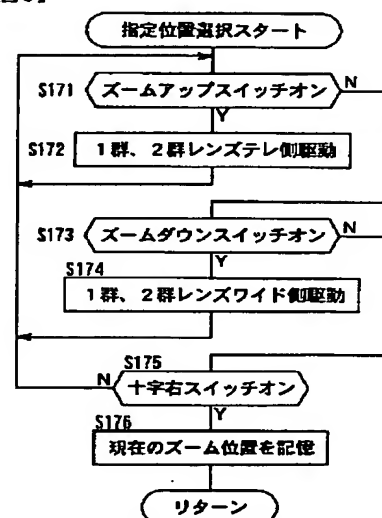 指定位置選択スタート
S171
ズームアップスイッチオン
N
Y
S172
1群、2群レンズテレ側駆動
S173
ズームダウンスイッチオン
N
Y
S174
1群、2群レンズワイド側駆動
S175
N
十字右スイッチオン
Y
S176
現在のズーム位置を記憶
リターン